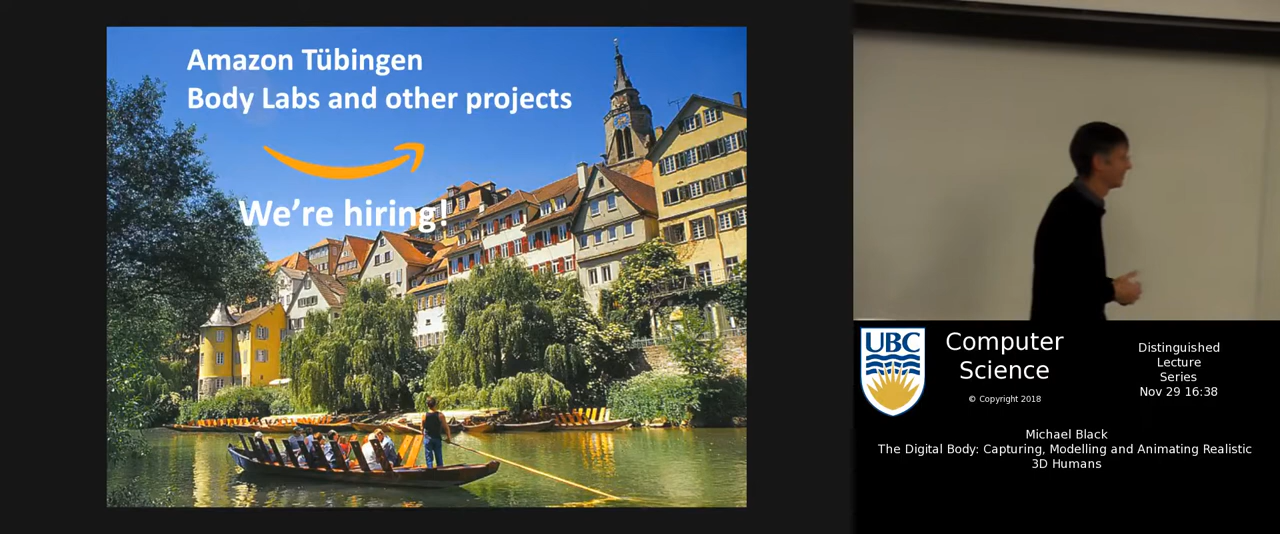 Amazon Tübingen
Body Labs and other projects
We're hiring!
UBC
Computer
Science
© Copyright 2018
Distinguished
Lecture
Series
Nov 29 16:38
Michael Black
The Digital Body: Capturing, Modelling and Animating Realistic
3D Humans